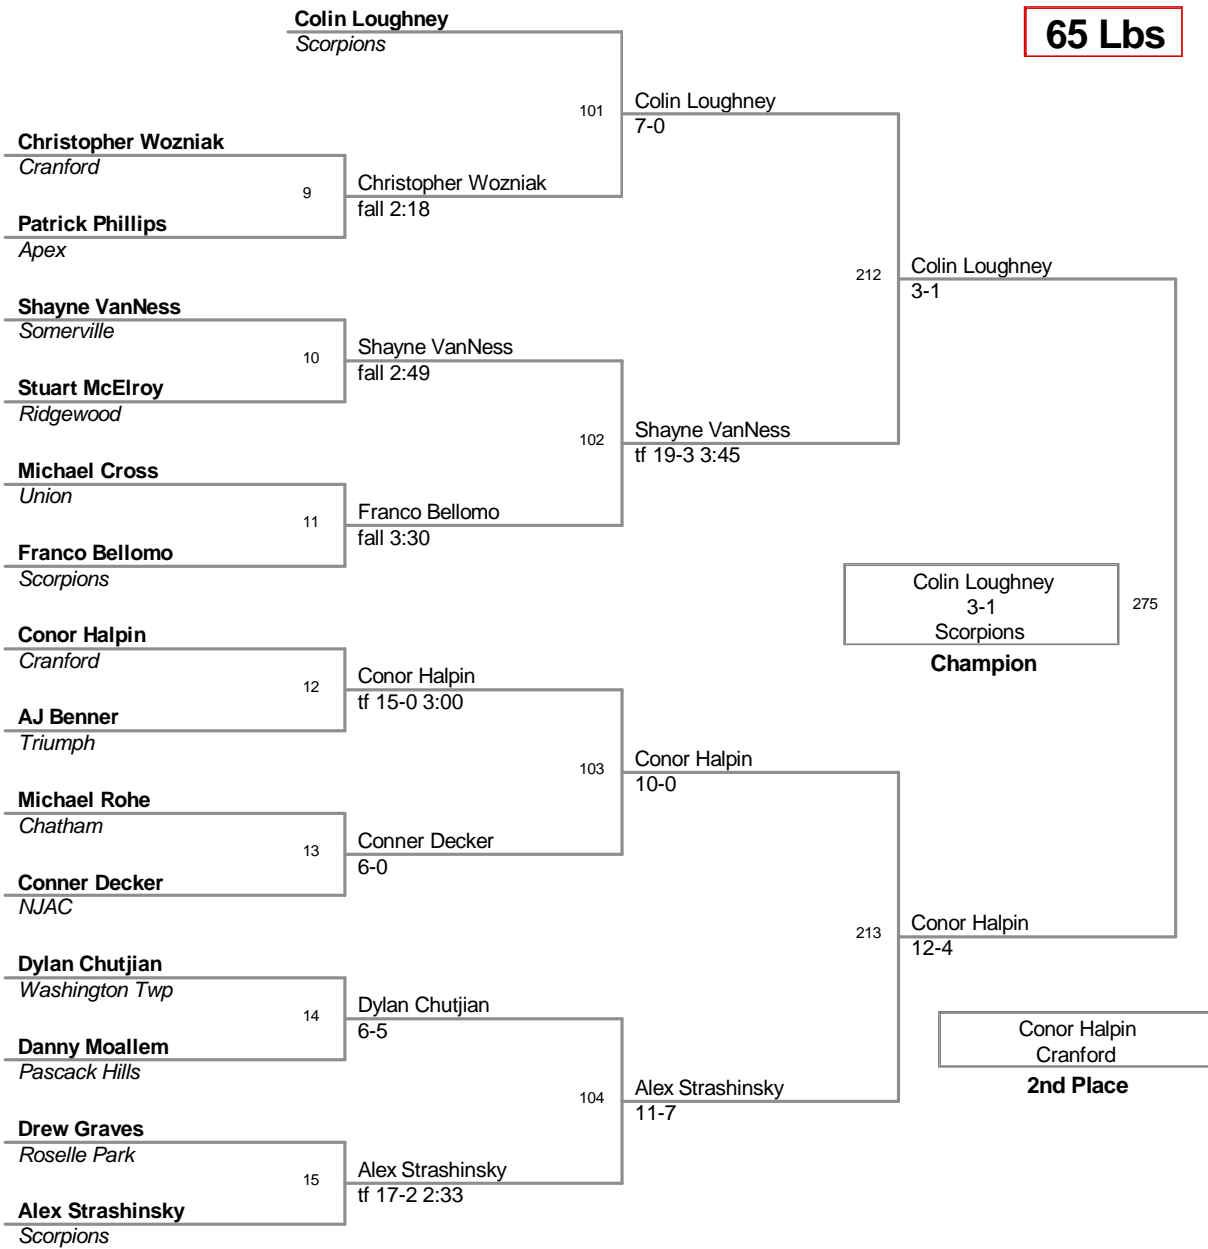 Colin Loughney
Scorpions
65 Lbs
101
Colin Loughney
7-0
Christopher Wozniak
Cranford
9
Christopher Wozniak
fall 2:18
Patrick Phillips
Apex
212
Colin Loughney
3-1
Shayne VanNess
Somerville
10
Shayne VanNess
fall 2:49
Stuart McElroy
Ridgewood
102
Shayne VanNess
tf 19-3 3:45
Michael Cross
Union
11
Franco Bellomo
fall 3:30
Franco Bellomo
Scorpions
Colin Loughney
3-1
Scorpions
Champion
275
Conor Halpin
Cranford
12
Conor Halpin
tf 15-0 3:00
AJ Benner
Triumph
103
Conor Halpin
10-0
Michael Rohe
Chatham
13
Conner Decker
6-0
Conner Decker
NJAC
213
Conor Halpin
12-4
Dylan Chutjian
Washington Twp
14
Dylan Chutjian
6-5
Danny Moallem
Pascack Hills
Conor Halpin
Cranford
2nd Place
104
Alex Strashinsky
11-7
Drew Graves
Roselle Park
15
Alex Strashinsky
tf 17-2 2:33
Alex Strashinsky
Scorpions